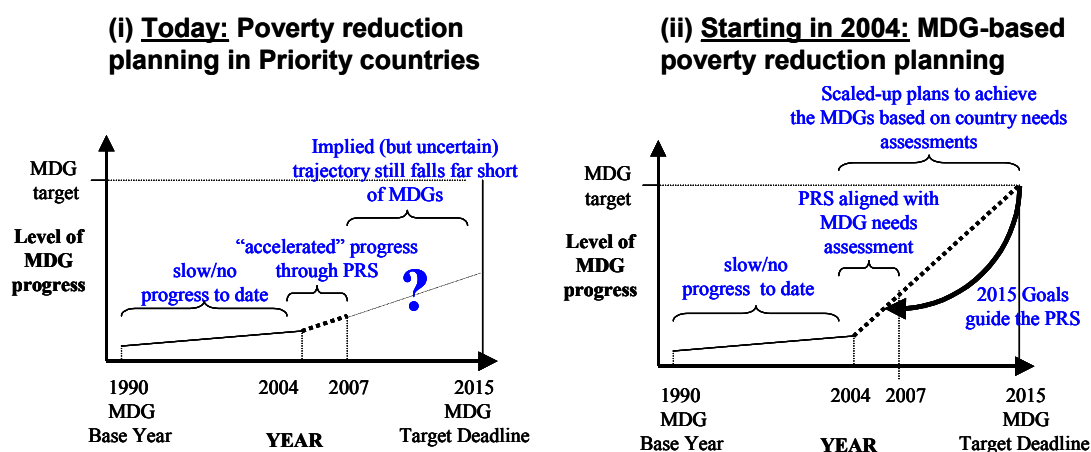 (i) Today: Poverty reduction
planning in Priority countries
Implied (but uncertain)
trajectory still falls far short
of MDGs
MDG
target
Level of
MDG
progress
“accelerated” progress
through PRS
slow/no
progress to date
?
1990
MDG
Base Year
2004
2007
2015
MDG
Target Deadline
YEAR
(ii) Starting in 2004: MDG-based
poverty reduction planning
Scaled-up plans to achieve
the MDGs based on country needs
assessments
MDG
target
Level of
MDG
progress
PRS aligned with
MDG needs
assessment
slow/no
progress to date
2015 Goals
guide the PRS
1990
MDG
Base Year
2004
2007
2015
MDG
Target Deadline
YEAR